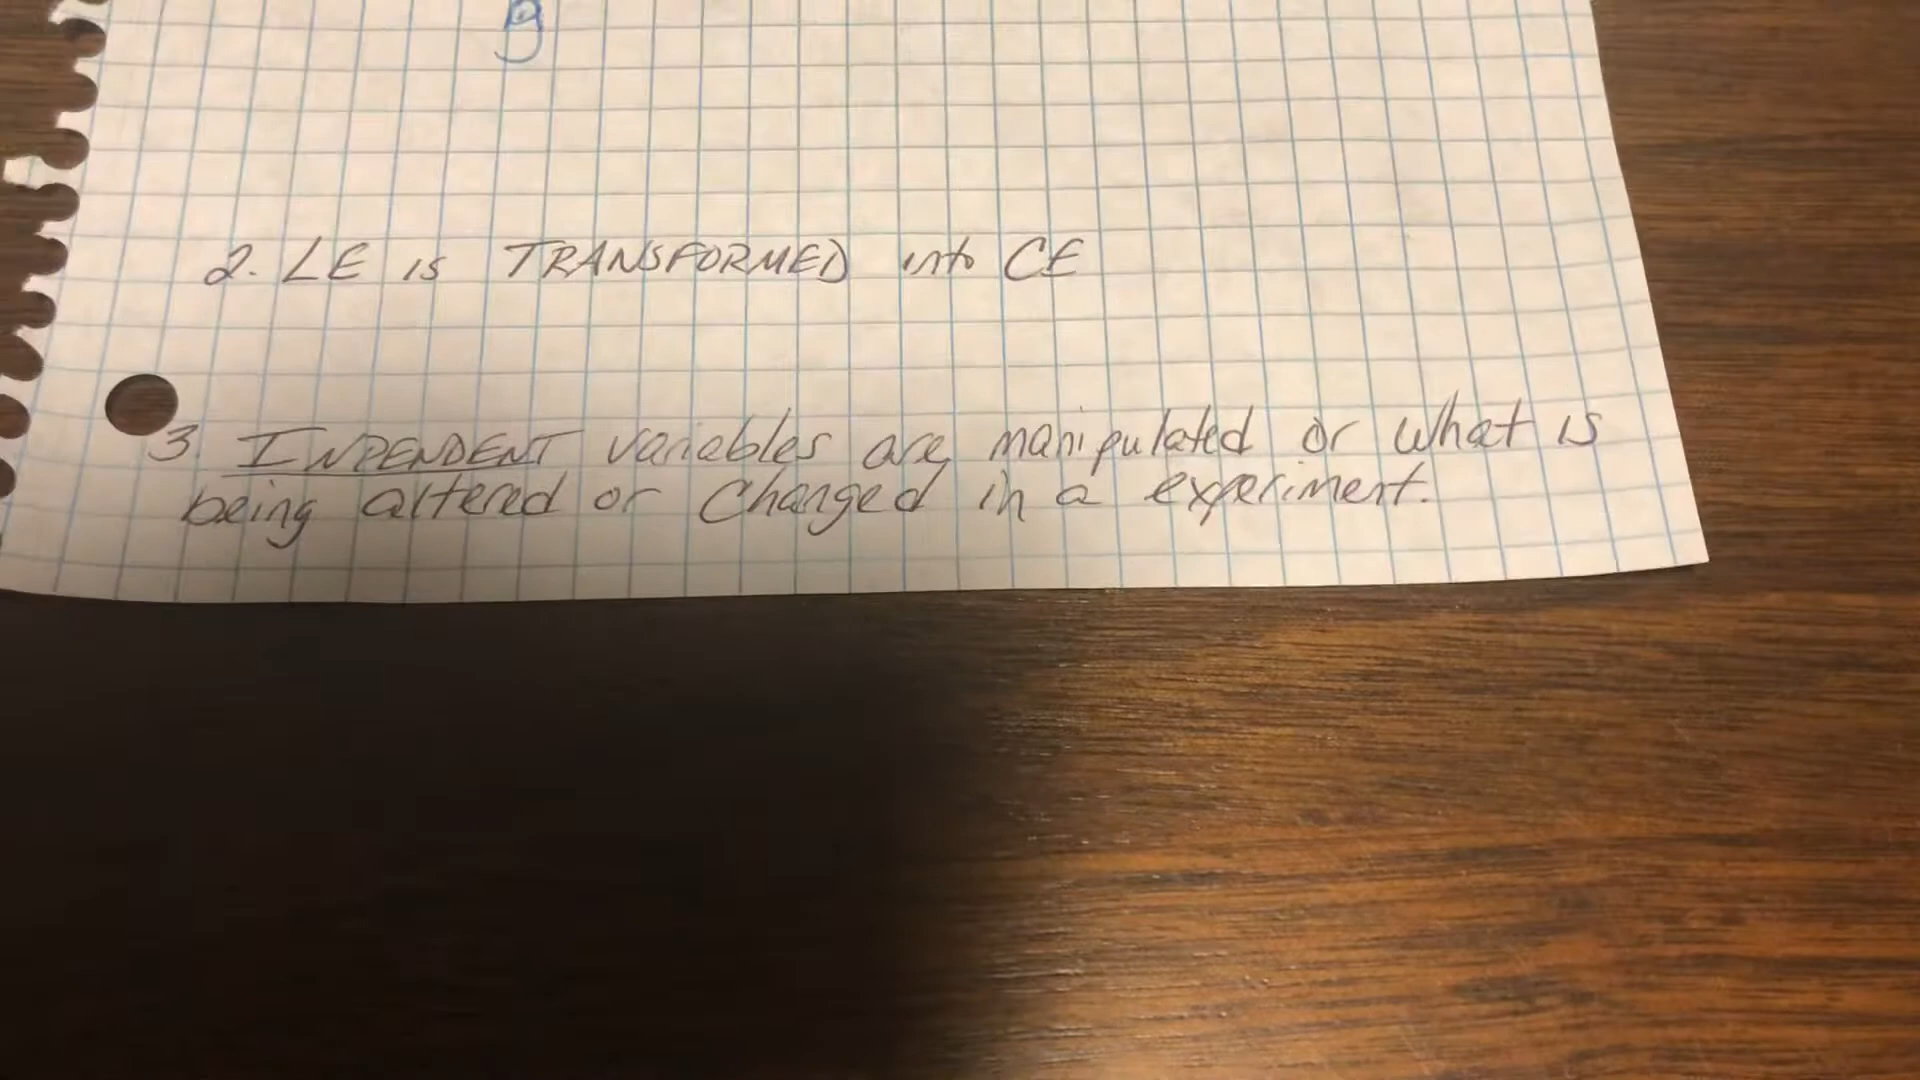 2. LE is TRANSFORMED into CE
3. INPENDENT variables are manipulated or what is
being altered or changed in a experiment.